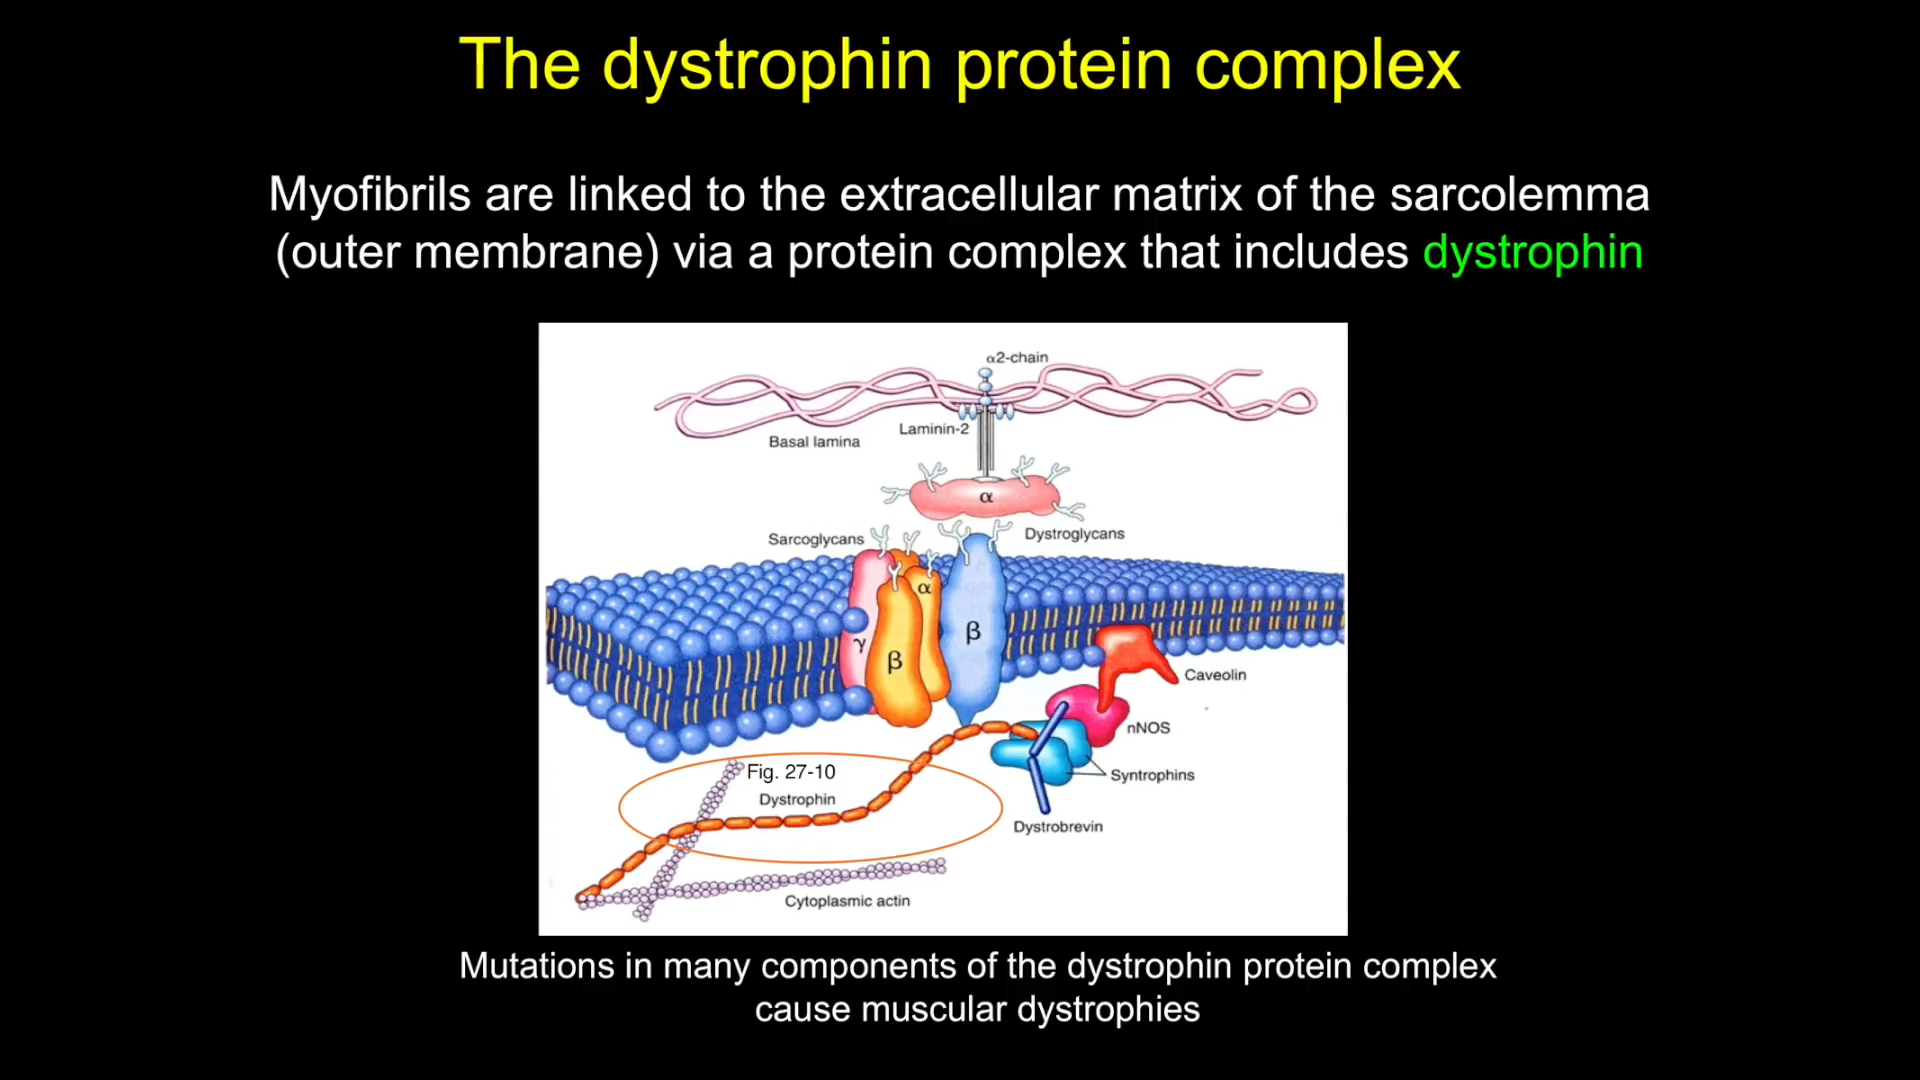 The dystrophin protein complex
Myofibrils are linked to the extracellular matrix of the sarcolemma
(outer membrane) via a protein complex that includes dystrophin
α2-chain
Laminin-2
Basal lamina
α
Sarcoglycans
Dystroglycans
α
β
γ
β
Caveolin
nNOS
Fig. 27-10
Syntrophins
Dystrophin
Dystrobrevin
Cytoplasmic actin
Mutations in many components of the dystrophin protein complex
cause muscular dystrophies